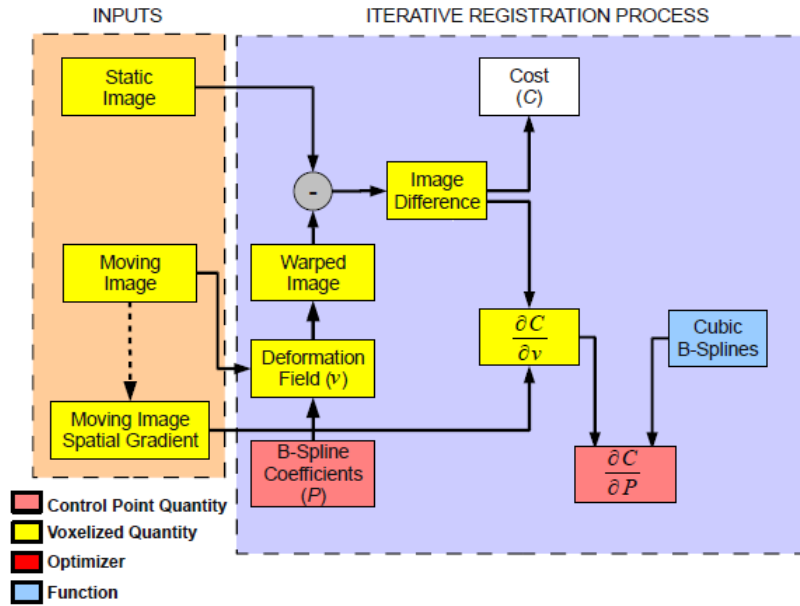 INPUTS
ITERATIVE REGISTRATION PROCESS
Static
Image
Cost
(C)
-
Image
Difference
Moving
Image
Warped
Image
∂C
∂v
Cubic
B-Splines
Deformation
Field (v)
Moving Image
Spatial Gradient
B-Spline
Coefficients
(P)
∂C
∂P
Control Point Quantity
Voxelized Quantity
Optimizer
Function